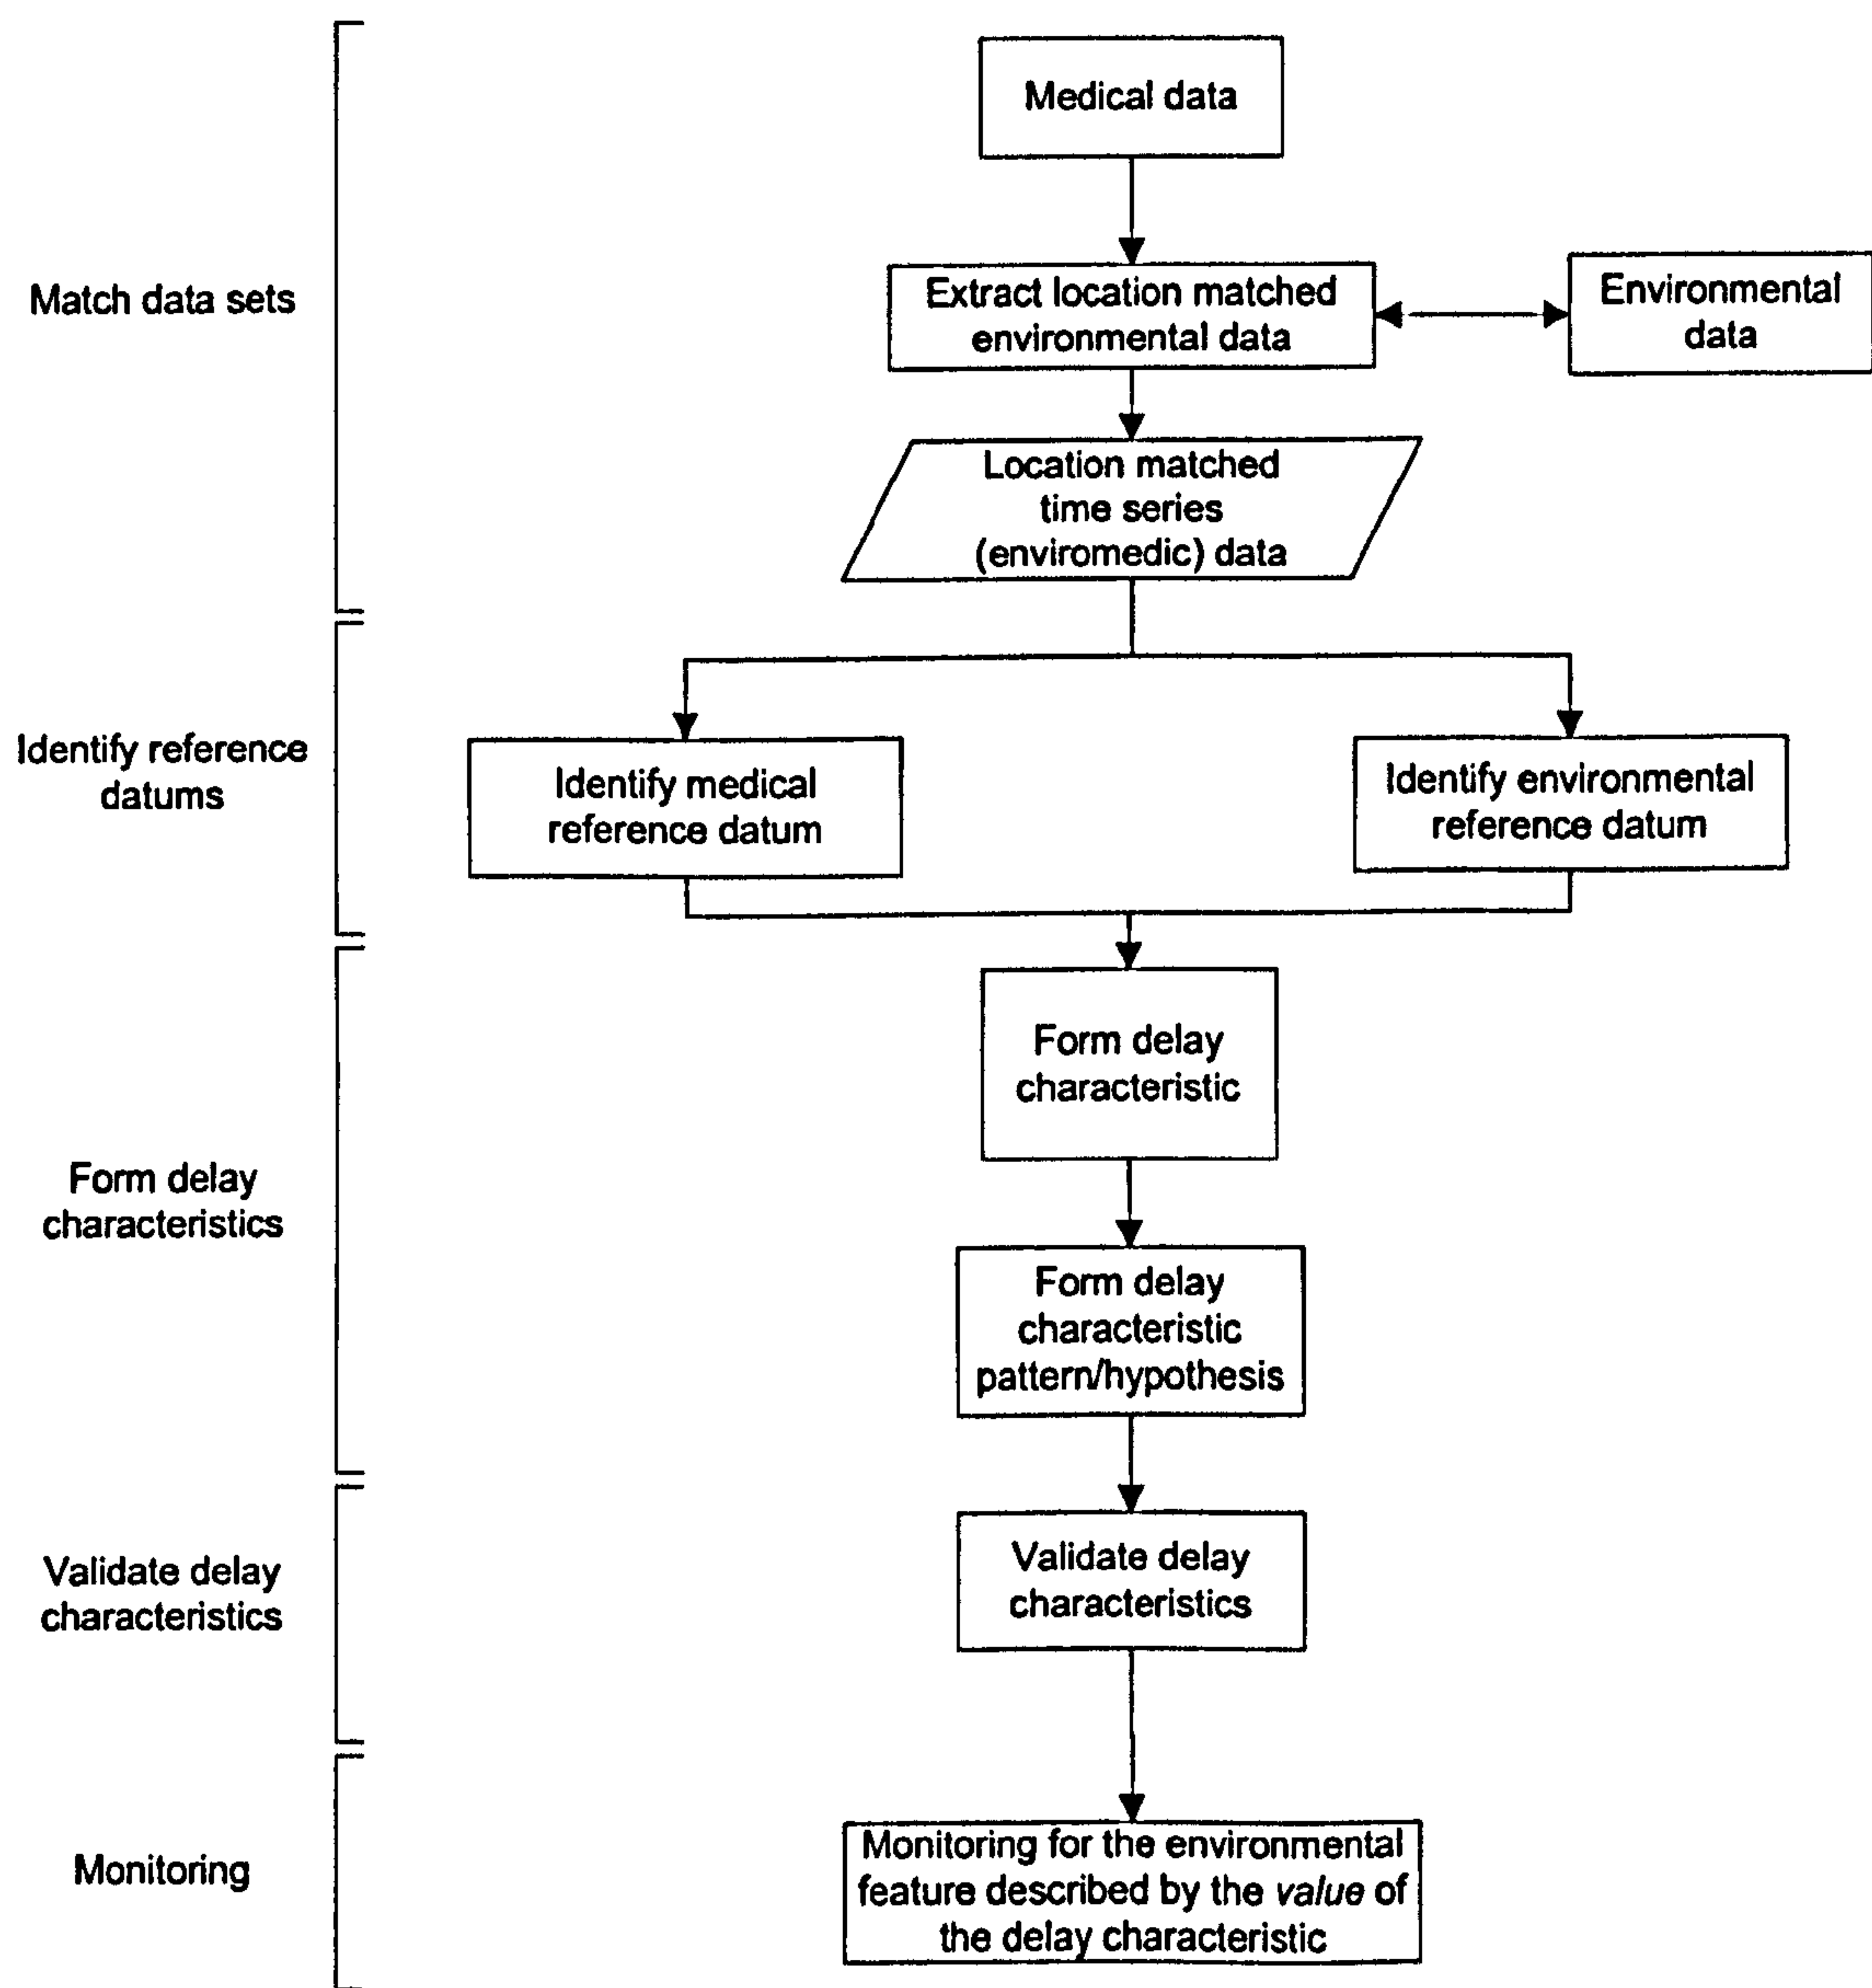 Medical data
Match data sets
Extract location matched
environmental data
Environmental
data
Location matched
time series
(enviromedic) data
Identify reference
datums
Identify medical
reference datum
Identify environmental
reference datum
Form delay
characteristics
Form delay
characteristic
Form delay
characteristic
pattern/hypothesis
Validate delay
characteristics
Validate delay
characteristics
Monitoring
Monitoring for the environmental
feature described by the value of
the delay characteristic